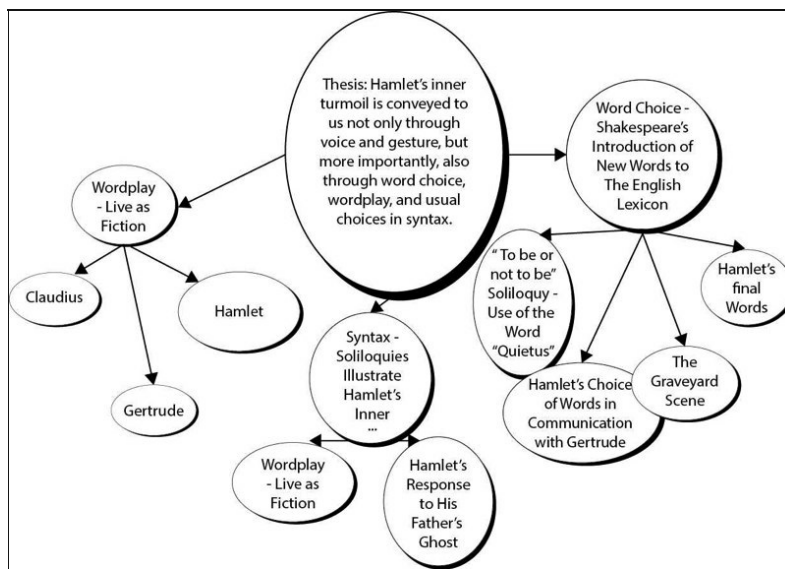 Thesis: Hamlet's inner
turmoil is conveyed to
us not only through
voice and gesture, but
more importantly, also
through word choice,
wordplay, and usual
choices in syntax.
Wordplay
- Live as
Fiction
Claudius
Gertrude
Hamlet
Syntax -
Soliloquies
Illustrate
Hamlet's
Inner
...
Wordplay
- Live as
Fiction
Hamlet's
Response
to His
Father's
Ghost
Word Choice -
Shakespeare's
Introduction of
New Words to
The English
Lexicon
" To be or
not to be"
Soliloquy -
Use of the
Word
"Quietus"
Hamlet's Choice
of Words in
Communication
with Gertrude
The
Graveyard
Scene
Hamlet's
final
Words